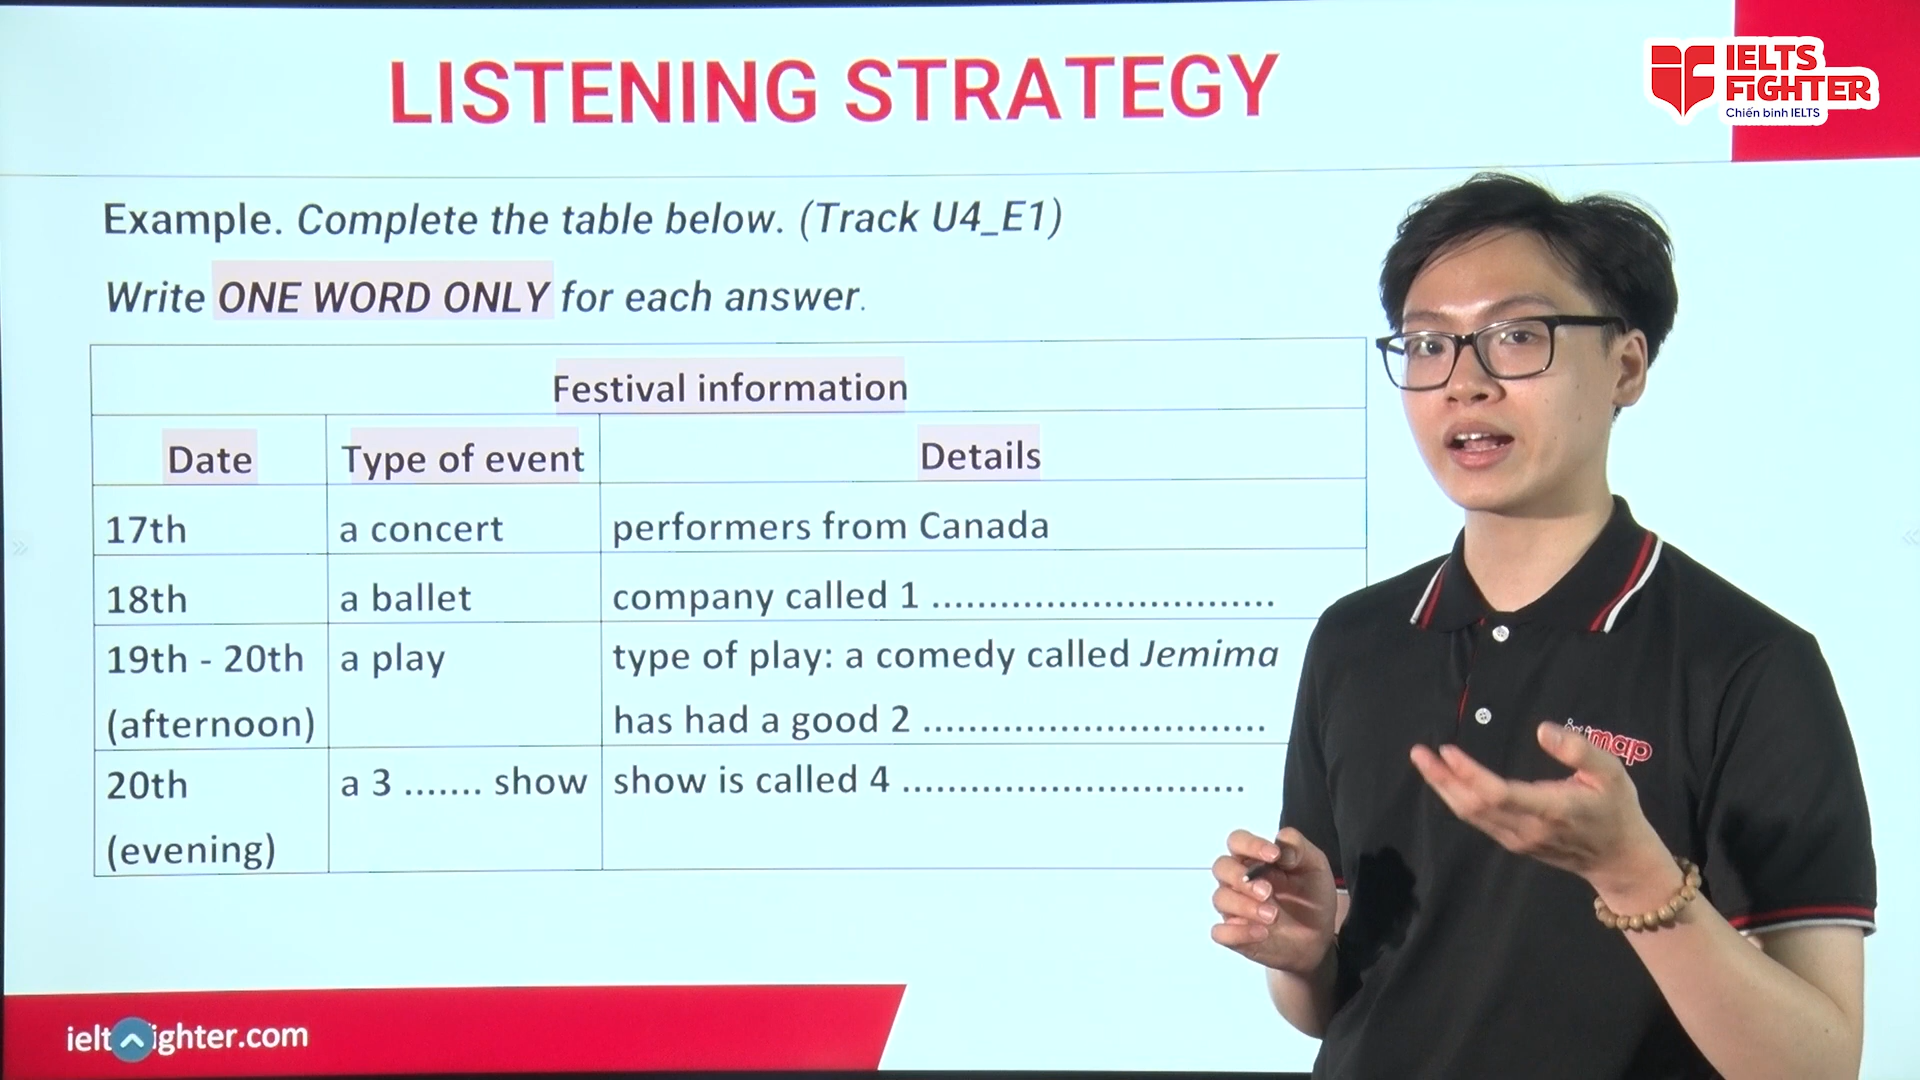 LISTENING STRATEGY
IELTS
FIGHTER
Chiến binh IELTS
Example. Complete the table below. (Track U4_E1)
Write ONE WORD ONLY for each answer.
Festival information
Date Type of event Details
17th a concert performers from Canada
18th a ballet company called 1 ..............................
19th - 20th a play type of play: a comedy called Jemima
(afternoon) has had a good 2 ..............................
20th a 3 ....... show show is called 4 ..............................
(evening)
imap